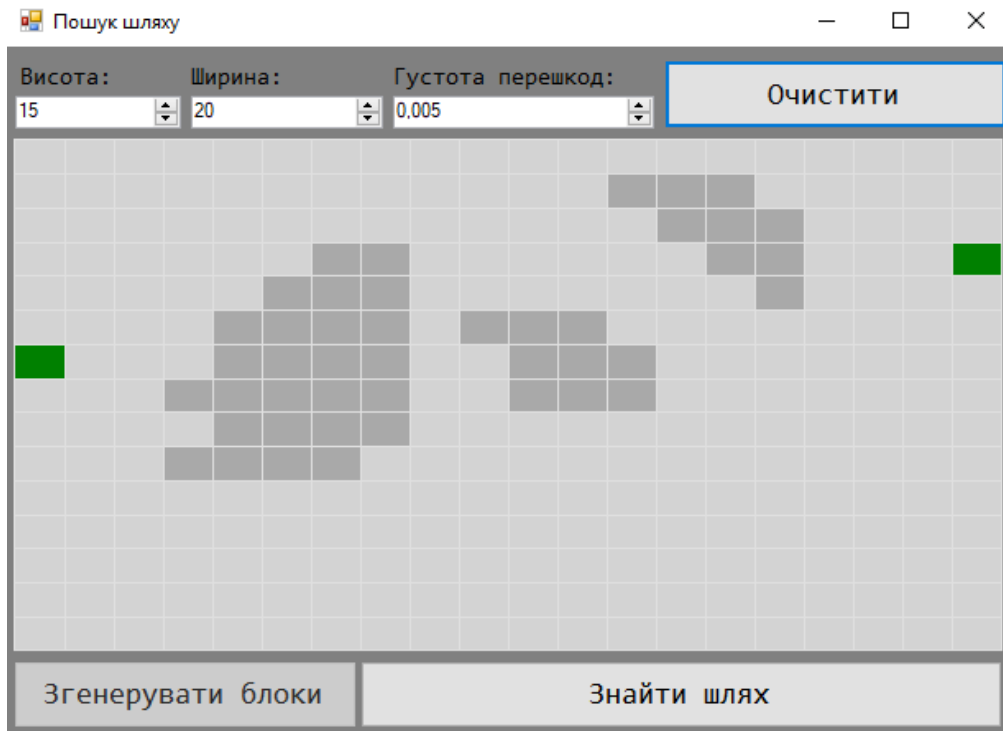 Пошук шляху
Висота: Ширина: Густота перешкод:
15 20 0,005
Очистити
Згенерувати блоки Знайти шлях